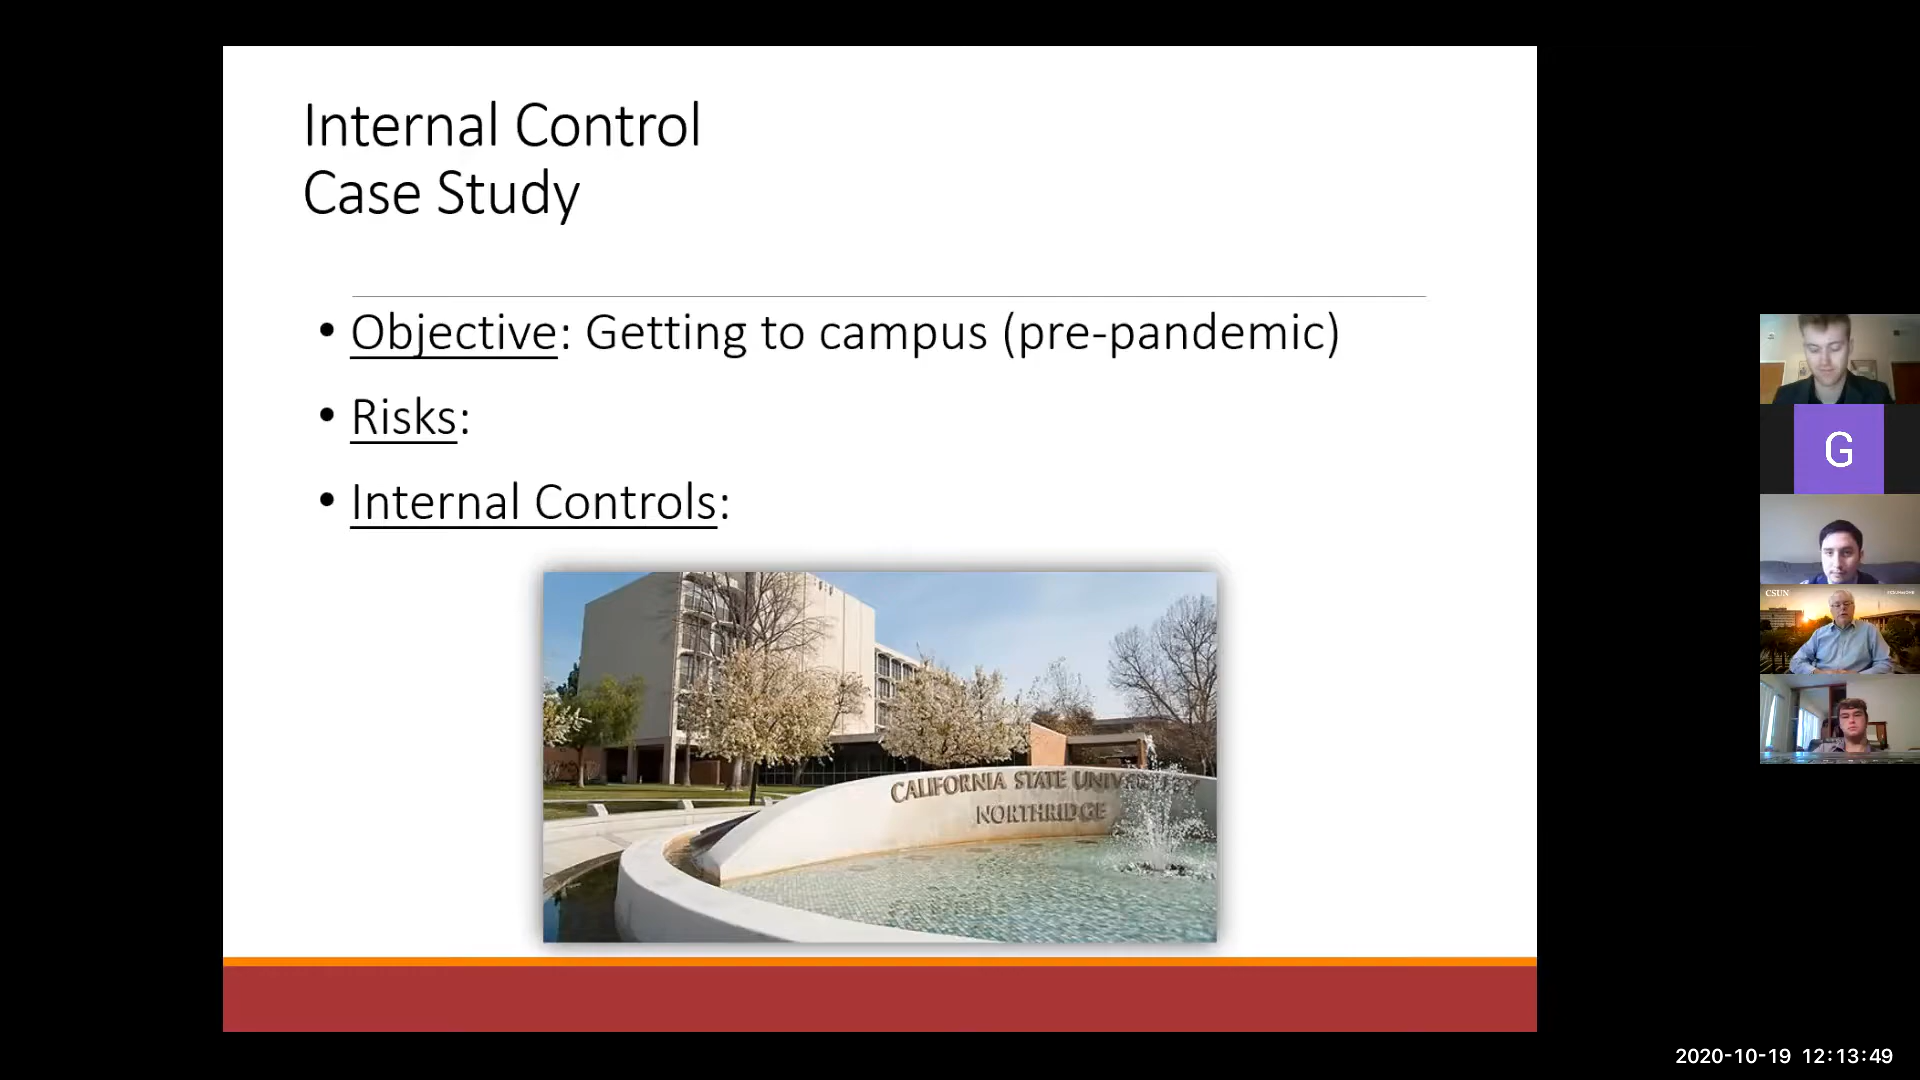 Internal Control
Case Study
• Objective: Getting to campus (pre-pandemic)
• Risks:
• Internal Controls:
CALIFORNIA STATE UNIVERSITY
NORTHRIDGE
G
CSUN
2020-10-19 12:13:49